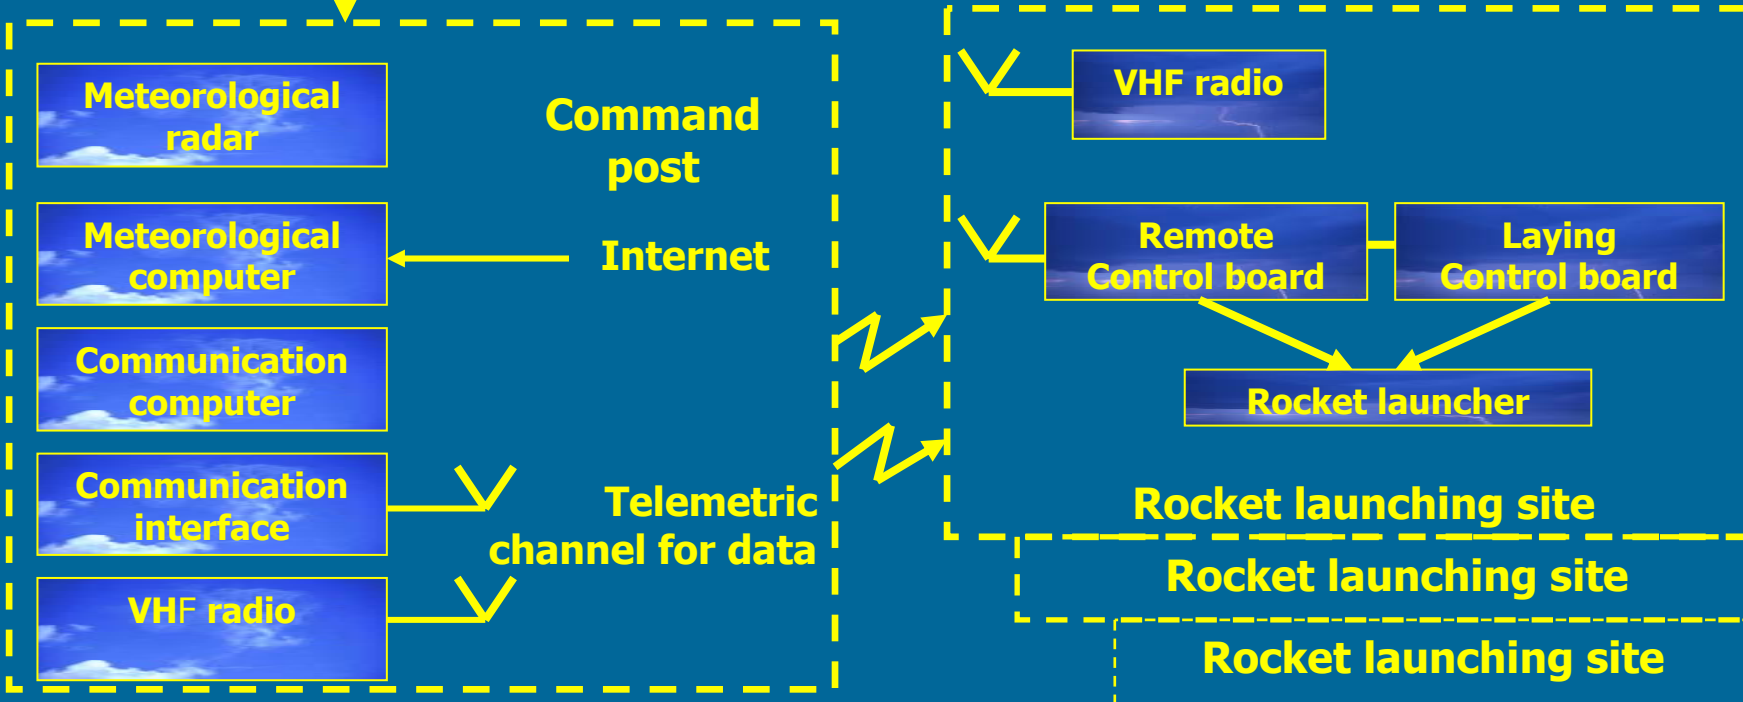 Meteorological
radar
Command
post
Meteorological
computer
Internet
Communication
computer
Communication
interface
Telemetric
channel for data
VHF radio
VHF radio
Remote
Control board
Laying
Control board
Rocket launcher
Rocket launching site
Rocket launching site
Rocket launching site